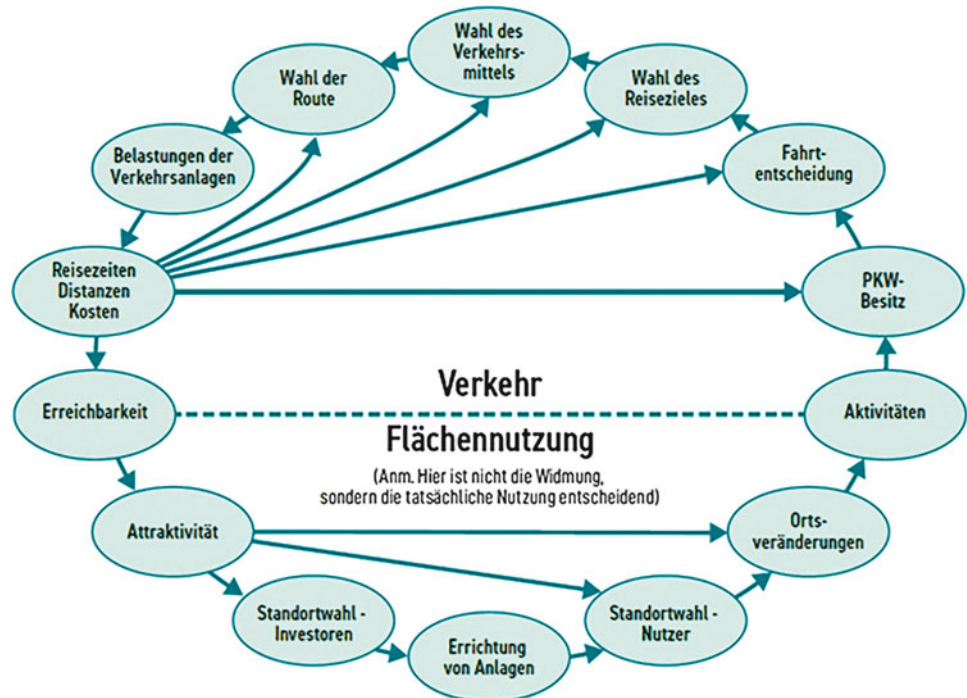 Wahl des
Verkehrs-
mittels
Wahl der
Route
Wahl des
Reisezieles
Belastungen der
Verkehrsanlagen
Fahrt-
entscheidung
Reisezeiten
Distanzen
Kosten
PKW-
Besitz
Verkehr
Erreichbarkeit
Aktivitäten
Flächennutzung
(Anm. Hier ist nicht die Widmung,
sondern die tatsächliche Nutzung entscheidend)
Attraktivität
Orts-
veränderungen
Standortwahl -
Investoren
Standortwahl -
Nutzer
Errichtung
von Anlagen